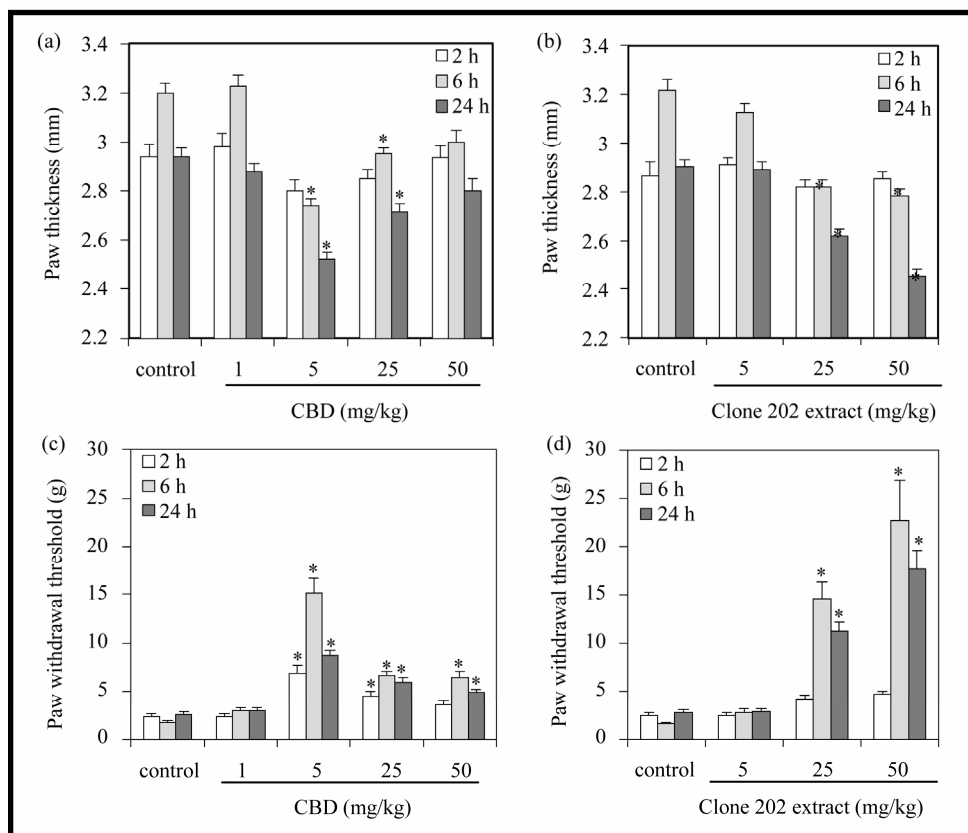 (a)
Paw thickness (mm)
3.4
3.2
3
2.8
2.6
2.4
2.2
2 h
6 h
24 h
* * * *
control 1 5 25 50
CBD (mg/kg)
(b)
Paw thickness (mm)
3.4
3.2
3.0
2.8
2.6
2.4
2.2
2 h
6 h
24 h
* * * *
control 5 25 50
Clone 202 extract (mg/kg)
(c)
Paw withdrawal threshold (g)
30
25
20
15
10
5
0
2 h
6 h
24 h
* * * * * * * *
control 1 5 25 50
CBD (mg/kg)
(d)
Paw withdrawal threshold (g)
30
25
20
15
10
5
0
2 h
6 h
24 h
* * * *
control 5 25 50
Clone 202 extract (mg/kg)